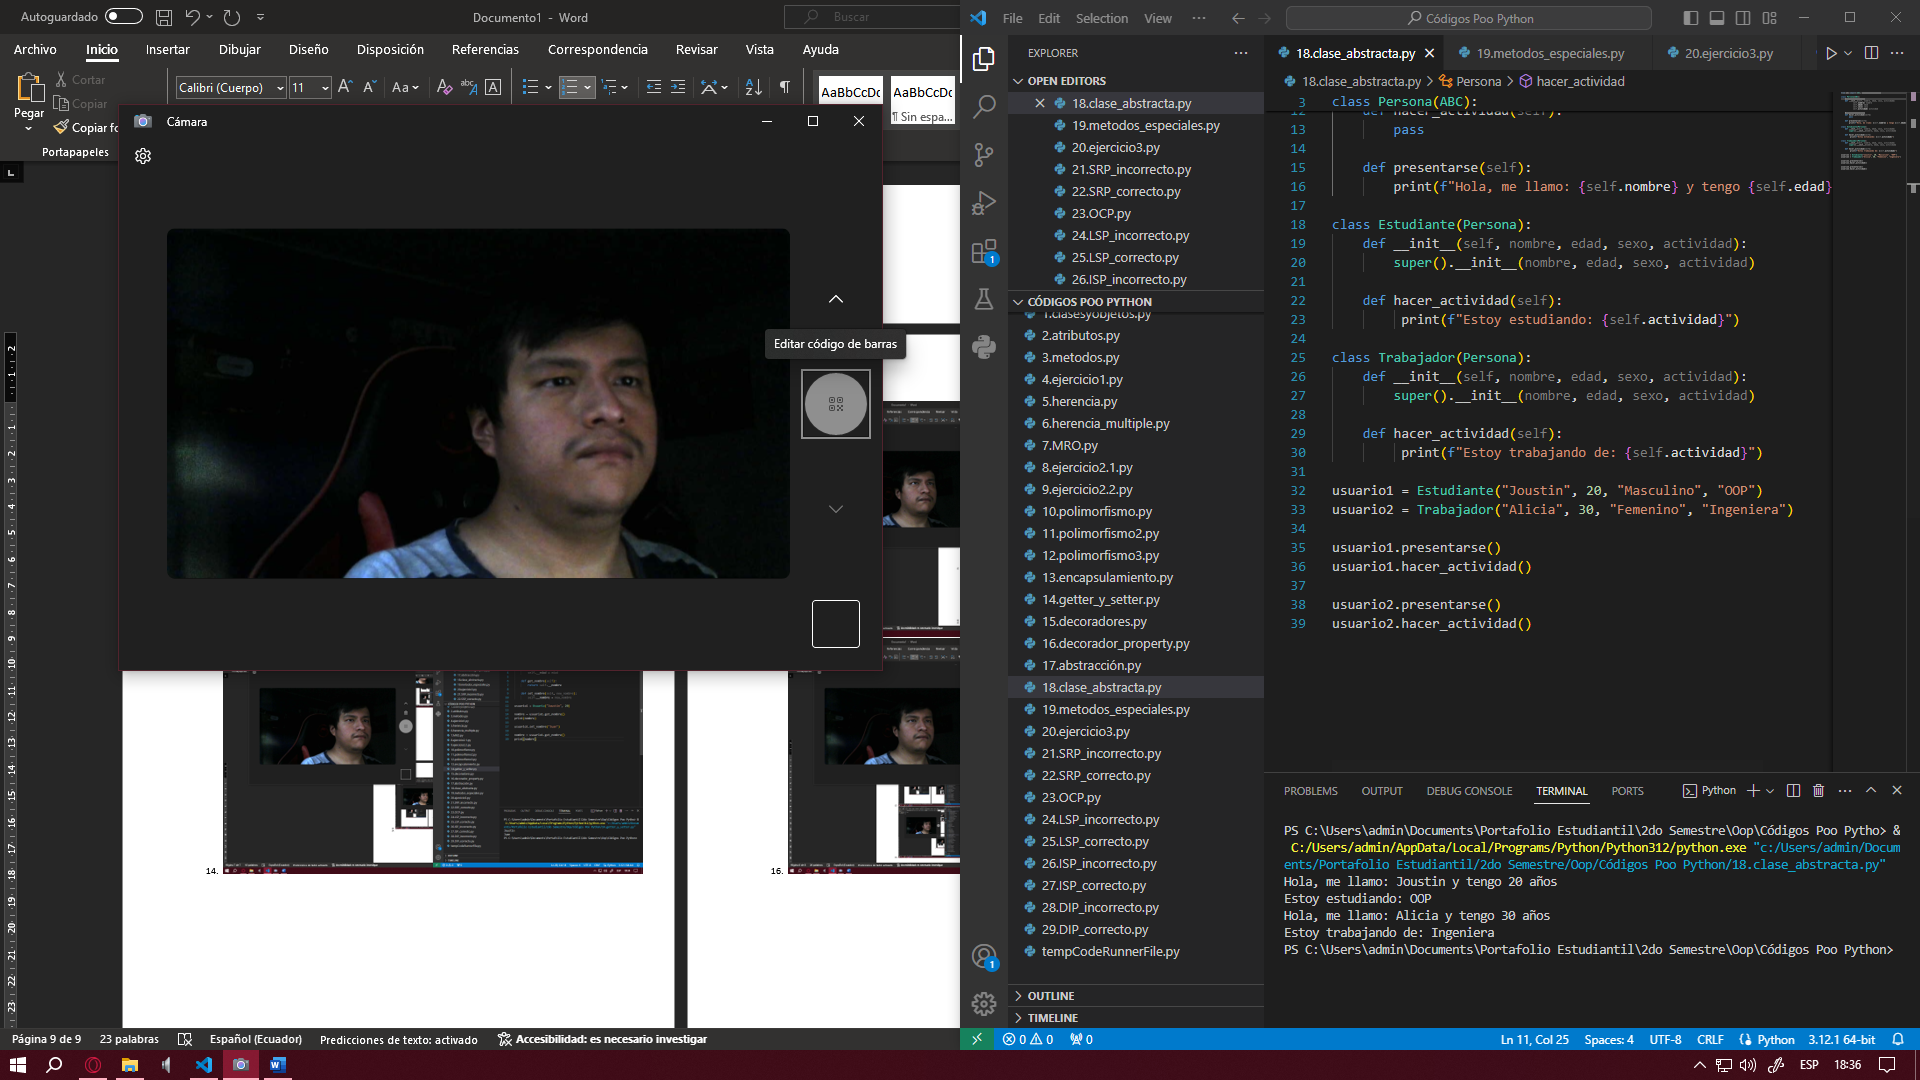 Autoguardado
Documento1 - Word
Buscar
Archivo Inicio Insertar Dibujar Diseño Disposición Referencias Correspondencia Revisar Vista Ayuda
Pegar
Cortar
Copiar
Copiar fo
Portapapeles
Calibri (Cuerpo) 11
AaBbCcDc AaBbCcDc
¶ Sin espa...
Cámara
Editar código de barras
14.
16.
Página 9 de 9 23 palabras Español (Ecuador) Predicciones de texto: activado Accesibilidad: es necesario investigar
File Edit Selection View ···
Códigos Poo Python
EXPLORER
OPEN EDITORS
18.clase_abstracta.py
19.metodos_especiales.py
20.ejercicio3.py
21.SRP_incorrecto.py
22.SRP_correcto.py
23.OCP.py
24.LSP_incorrecto.py
25.LSP_correcto.py
26.ISP_incorrecto.py
CÓDIGOS POO PYTHON
1.clasesyobjetos.py
2.atributos.py
3.metodos.py
4.ejercicio1.py
5.herencia.py
6.herencia_multiple.py
7.MRO.py
8.ejercicio2.1.py
9.ejercicio2.2.py
10.polimorfismo.py
11.polimorfismo2.py
12.polimorfismo3.py
13.encapsulamiento.py
14.getter_y_setter.py
15.decoradores.py
16.decorador_property.py
17.abstracción.py
18.clase_abstracta.py
19.metodos_especiales.py
20.ejercicio3.py
21.SRP_incorrecto.py
22.SRP_correcto.py
23.OCP.py
24.LSP_incorrecto.py
25.LSP_correcto.py
26.ISP_incorrecto.py
27.ISP_correcto.py
28.DIP_incorrecto.py
29.DIP_correcto.py
tempCodeRunnerFile.py
OUTLINE
TIMELINE
18.clase_abstracta.py 19.metodos_especiales.py 20.ejercicio3.py
18.clase_abstracta.py > Persona > hacer_actividad
3 class Persona(ABC):
12 def hacer_actividad(self):
13 pass
14
15 def presentarse(self):
16 print(f"Hola, me llamo: {self.nombre} y tengo {self.edad}
17
18 class Estudiante(Persona):
19 def __init__(self, nombre, edad, sexo, actividad):
20 super().__init__(nombre, edad, sexo, actividad)
21
22 def hacer_actividad(self):
23 print(f"Estoy estudiando: {self.actividad}")
24
25 class Trabajador(Persona):
26 def __init__(self, nombre, edad, sexo, actividad):
27 super().__init__(nombre, edad, sexo, actividad)
28
29 def hacer_actividad(self):
30 print(f"Estoy trabajando de: {self.actividad}")
31
32 usuario1 = Estudiante("Joustin", 20, "Masculino", "OOP")
33 usuario2 = Trabajador("Alicia", 30, "Femenino", "Ingeniera")
34
35 usuario1.presentarse()
36 usuario1.hacer_actividad()
37
38 usuario2.presentarse()
39 usuario2.hacer_actividad()
PROBLEMS OUTPUT DEBUG CONSOLE TERMINAL PORTS Python
PS C:\Users\admin\Documents\Portafolio Estudiantil\2do Semestre\Oop\Códigos Poo Pytho> &
C:/Users/admin/AppData/Local/Programs/Python/Python312/python.exe "c:/Users/admin/Docum
ents/Portafolio Estudiantil/2do Semestre/Oop/Códigos Poo Python/18.clase_abstracta.py"
Hola, me llamo: Joustin y tengo 20 años
Estoy estudiando: OOP
Hola, me llamo: Alicia y tengo 30 años
Estoy trabajando de: Ingeniera
PS C:\Users\admin\Documents\Portafolio Estudiantil\2do Semestre\Oop\Códigos Poo Python>
0 0 0 Ln 11, Col 25 Spaces: 4 UTF-8 CRLF Python 3.12.1 64-bit
ESP 18:36